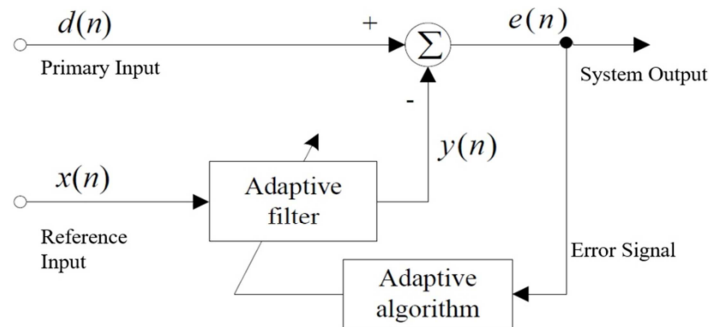 d(n)
+
Σ
e(n)
Primary Input
System Output
-
y(n)
x(n)
Adaptive
filter
Reference
Input
Error Signal
Adaptive
algorithm